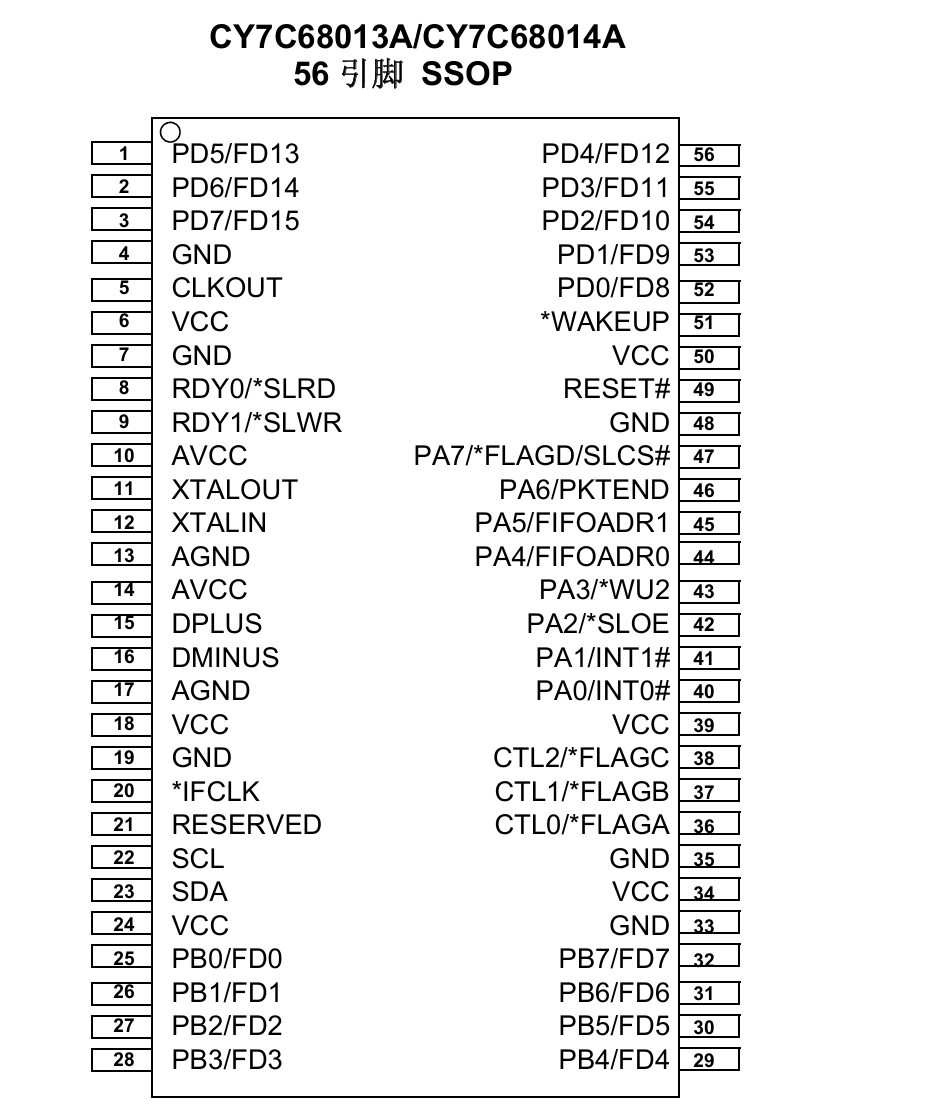 CY7C68013A/CY7C68014A
56 引脚 SSOP
1 PD5/FD13 PD4/FD12 56
2 PD6/FD14 PD3/FD11 55
3 PD7/FD15 PD2/FD10 54
4 GND PD1/FD9 53
5 CLKOUT PD0/FD8 52
6 VCC *WAKEUP 51
7 GND VCC 50
8 RDY0/*SLRD RESET# 49
9 RDY1/*SLWR GND 48
10 AVCC PA7/*FLAGD/SLCS# 47
11 XTALOUT PA6/PKTEND 46
12 XTALIN PA5/FIFOADR1 45
13 AGND PA4/FIFOADR0 44
14 AVCC PA3/*WU2 43
15 DPLUS PA2/*SLOE 42
16 DMINUS PA1/INT1# 41
17 AGND PA0/INT0# 40
18 VCC VCC 39
19 GND CTL2/*FLAGC 38
20 *IFCLK CTL1/*FLAGB 37
21 RESERVED CTL0/*FLAGA 36
22 SCL GND 35
23 SDA VCC 34
24 VCC GND 33
25 PB0/FD0 PB7/FD7 32
26 PB1/FD1 PB6/FD6 31
27 PB2/FD2 PB5/FD5 30
28 PB3/FD3 PB4/FD4 29